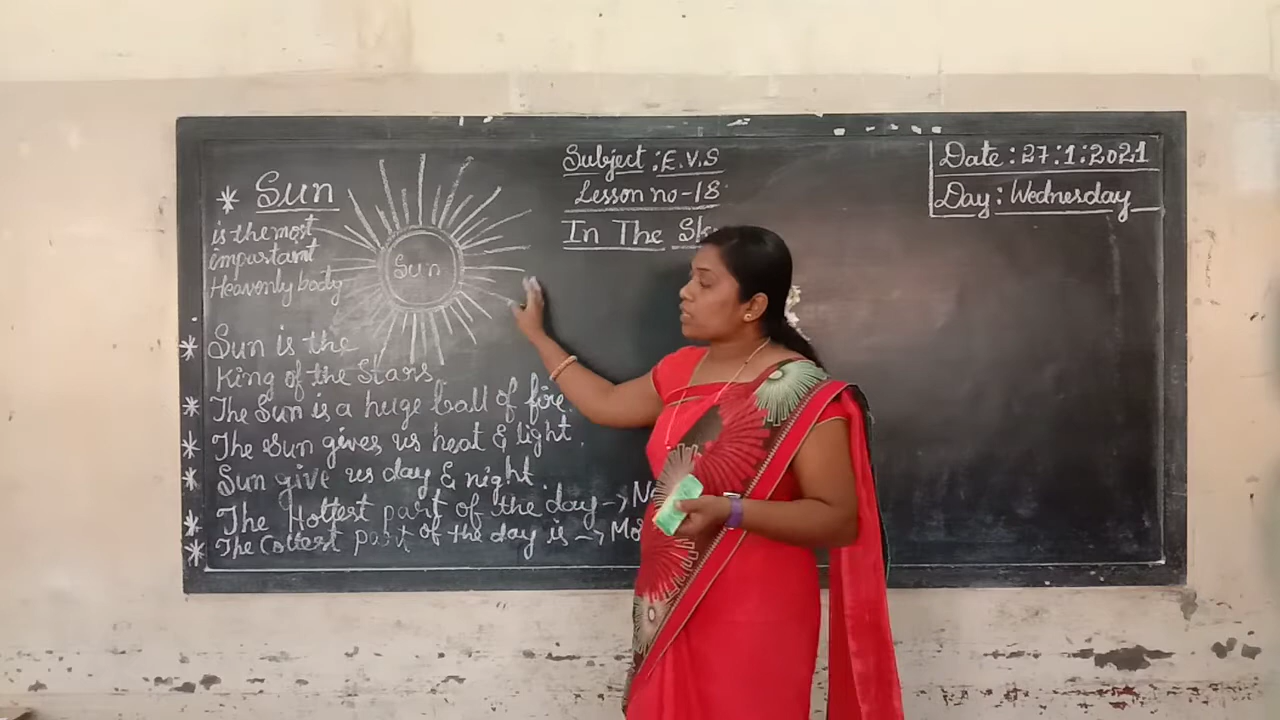 Subject : E.V.S
Lesson no-18
In The
Date : 27:1:2021
Day : Wednesday
* Sun
is the most
impustant
Heavenly body
Sun
* Sun is the
King of the Stars
* The Sun is a huge ball of fire.
* The Sun gives us heat & light.
* Sun give us day & night.
* The Hottest part of the day →
* The Coltest part of the day is →